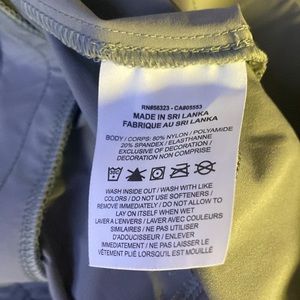 RN#58323 - CA#05553
MADE IN SRI LANKA
FABRIQUE AU SRI LANKA
BODY / CORPS: 80% NYLON / POLYAMIDE
20% SPANDEX / ELASTHANNE
EXCLUSIVE OF DECORATION /
DECORATION NON COMPRISE
WASH INSIDE OUT / WASH WITH LIKE
COLORS / DO NOT USE SOFTENERS /
REMOVE IMMEDIATELY / DO NOT ALLOW TO
LAY ON ITSELF WHEN WET
LAVER A L'ENVERS / LAVER AVEC COULEURS
SIMILAIRES / NE PAS UTILISER
D'ADOUCISSEUR / ENLEVER
IMMEDIATEMENT / NE PAS LAISSER LE
VÊTEMENT PLIÉ LORSQU'IL EST MOUILLÉ